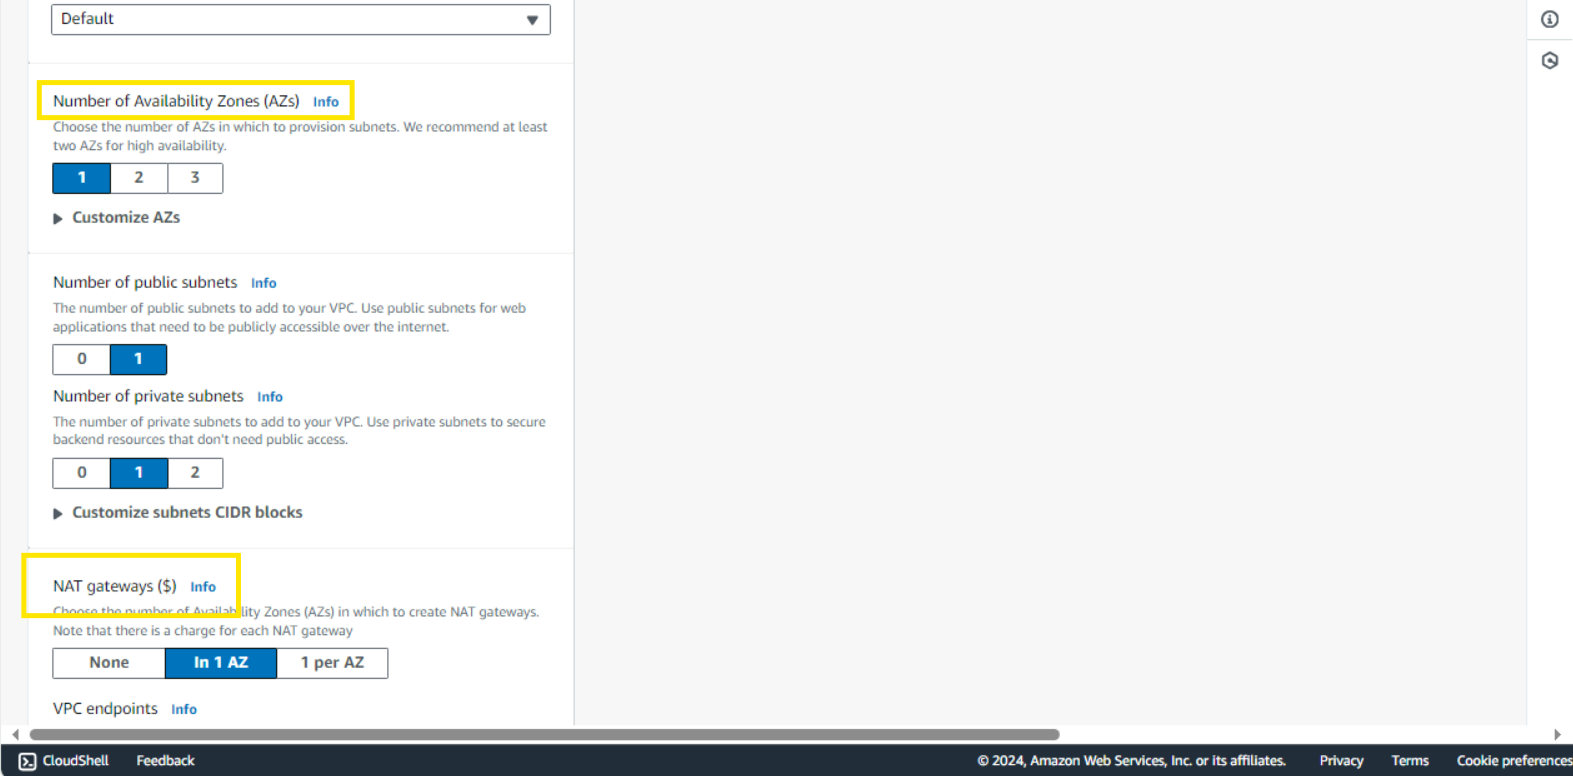 Default
Number of Availability Zones (AZs) Info
Choose the number of AZs in which to provision subnets. We recommend at least
two AZs for high availability.
1 2 3
Customize AZs
Number of public subnets Info
The number of public subnets to add to your VPC. Use public subnets for web
applications that need to be publicly accessible over the internet.
0 1
Number of private subnets Info
The number of private subnets to add to your VPC. Use private subnets to secure
backend resources that don't need public access.
0 1 2
Customize subnets CIDR blocks
NAT gateways ($) Info
Choose the number of Availability Zones (AZs) in which to create NAT gateways.
Note that there is a charge for each NAT gateway
None In 1 AZ 1 per AZ
VPC endpoints Info
CloudShell Feedback © 2024, Amazon Web Services, Inc. or its affiliates. Privacy Terms Cookie preferences